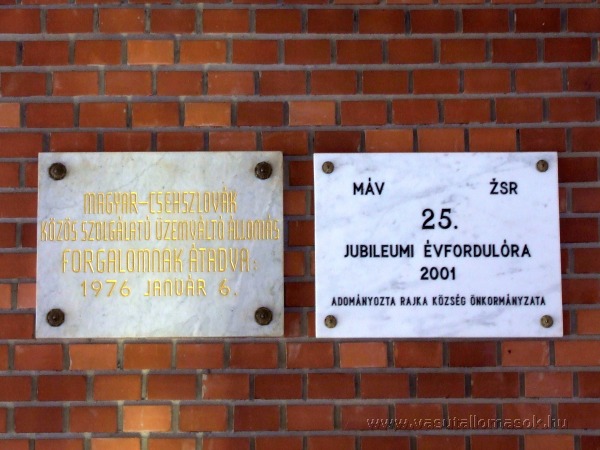 MAGYAR-CSEHSZLOVÁK
KÖZÖS SZOLGÁLATÚ ÜZEMVÁLTÓ ÁLLOMÁS
FORGALOMNAK ÁTADVA:
1976 JANUÁR 6.
MÁV ŽSR
25.
JUBILEUMI ÉVFORDULÓRA
2001
ADOMÁNYOZTA RAJKA KÖZSÉG ÖNKORMÁNYZATA
www.vasutallomasok.hu